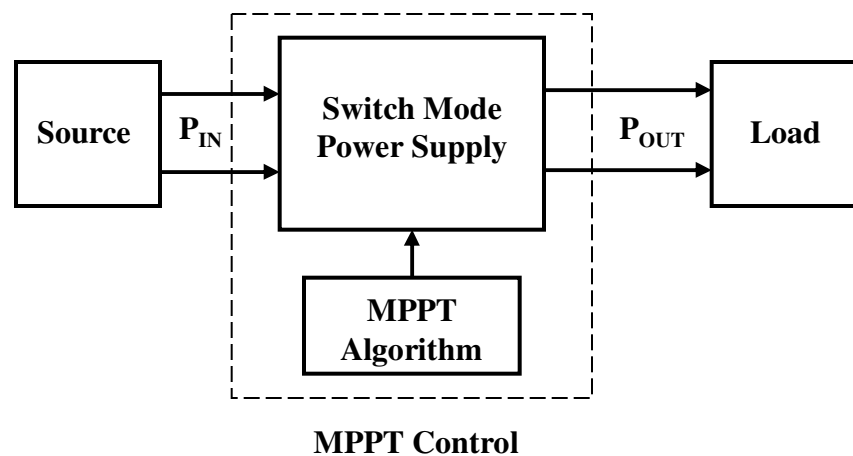 Source
P_IN
Switch Mode
Power Supply
P_OUT
Load
MPPT
Algorithm
MPPT Control